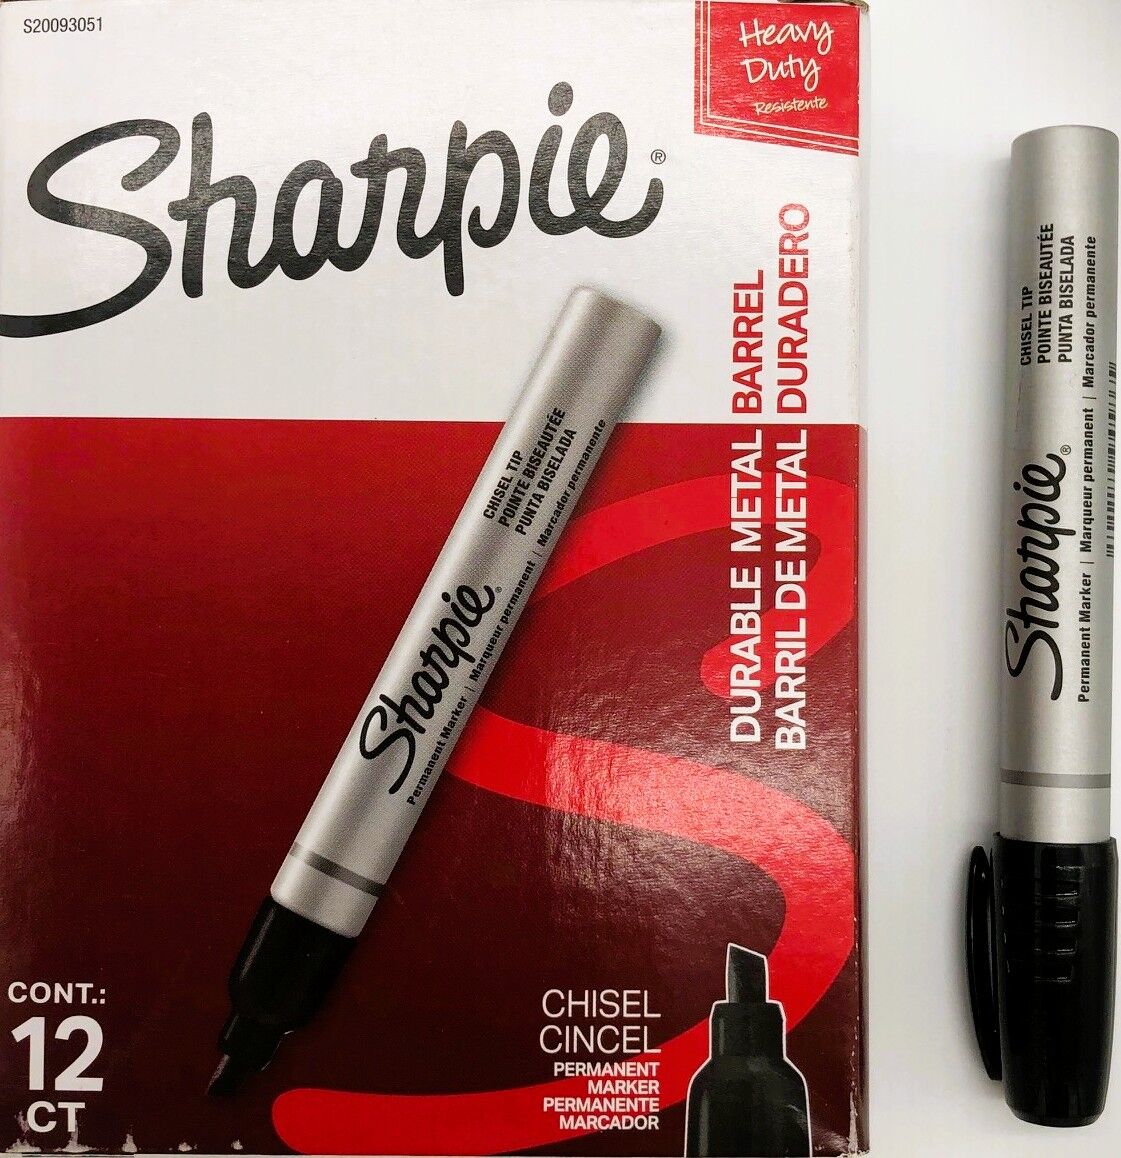 S20093051
Heavy
Duty
Resistente
Sharpie®
DURABLE METAL BARREL
BARRIL DE METAL DURADERO
CHISEL TIP
POINTE BISEAUTÉE
PUNTA BISELADA
Sharpie®
Permanent Marker | Marqueur permanent | Marcador permanente
CONT.:
12
CT
CHISEL
CINCEL
PERMANENT
MARKER
PERMANENTE
MARCADOR
CHISEL TIP
POINTE BISEAUTÉE
PUNTA BISELADA
Sharpie®
Permanent Marker | Marqueur permanent | Marcador permanente